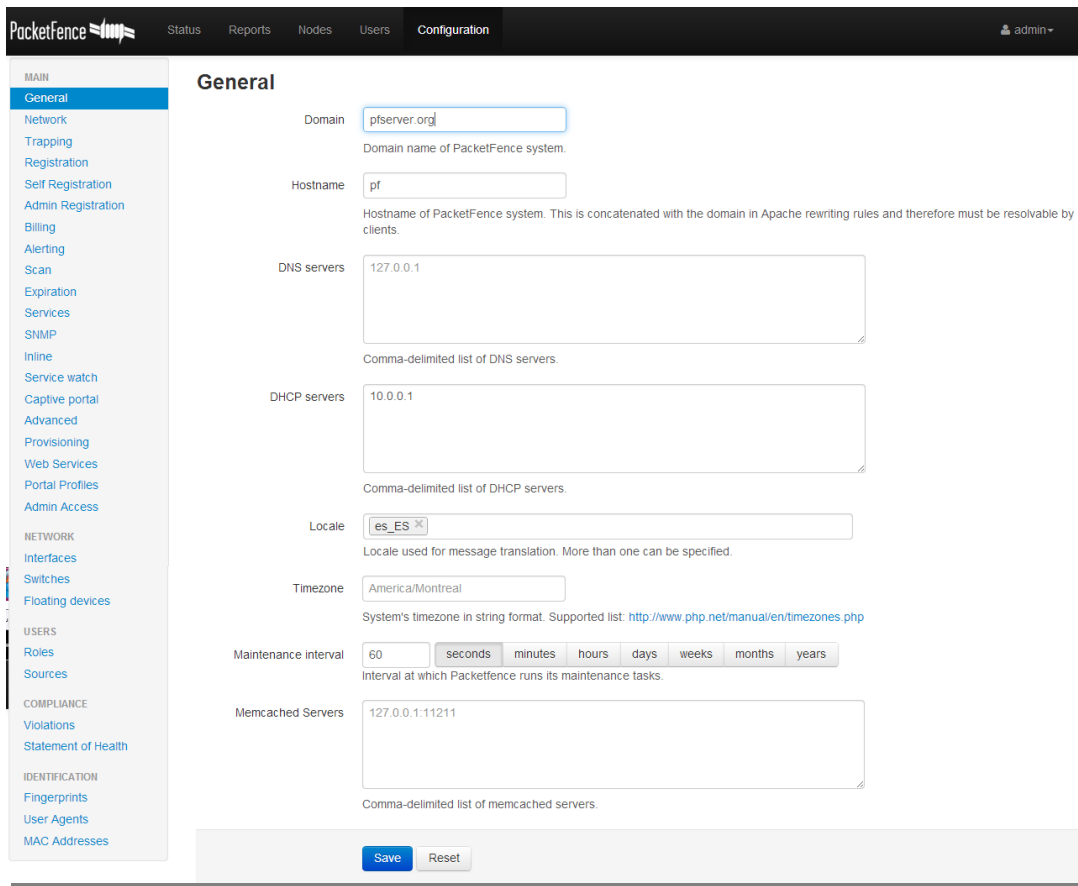 PacketFence
Status Reports Nodes Users Configuration admin
MAIN
General
Network
Trapping
Registration
Self Registration
Admin Registration
Billing
Alerting
Scan
Expiration
Services
SNMP
Inline
Service watch
Captive portal
Advanced
Provisioning
Web Services
Portal Profiles
Admin Access
NETWORK
Interfaces
Switches
Floating devices
USERS
Roles
Sources
COMPLIANCE
Violations
Statement of Health
IDENTIFICATION
Fingerprints
User Agents
MAC Addresses
General
Domain pfserver.org
Domain name of PacketFence system.
Hostname pf
Hostname of PacketFence system. This is concatenated with the domain in Apache rewriting rules and therefore must be resolvable by
clients.
DNS servers 127.0.0.1
Comma-delimited list of DNS servers.
DHCP servers 10.0.0.1
Comma-delimited list of DHCP servers.
Locale es_ES ×
Locale used for message translation. More than one can be specified.
Timezone America/Montreal
System's timezone in string format. Supported list: http://www.php.net/manual/en/timezones.php
Maintenance interval 60 seconds minutes hours days weeks months years
Interval at which Packetfence runs its maintenance tasks.
Memcached Servers 127.0.0.1:11211
Comma-delimited list of memcached servers.
Save Reset